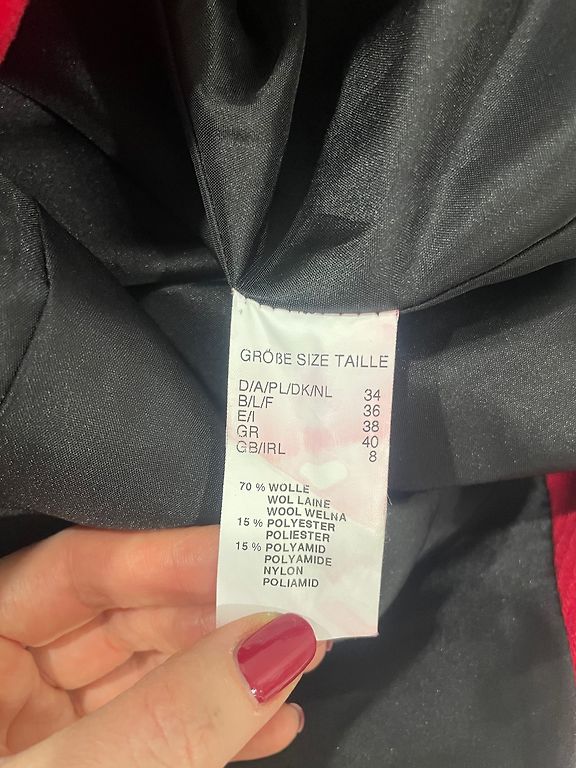 GRÖßE SIZE TAILLE
D/A/PL/DK/NL 34
B/L/F 36
E/I 38
GR 40
GB/IRL 8
70 % WOLLE
WOL LAINE
WOOL WELNA
15 % POLYESTER
POLIESTER
15 % POLYAMID
POLYAMIDE
NYLON
POLIAMID